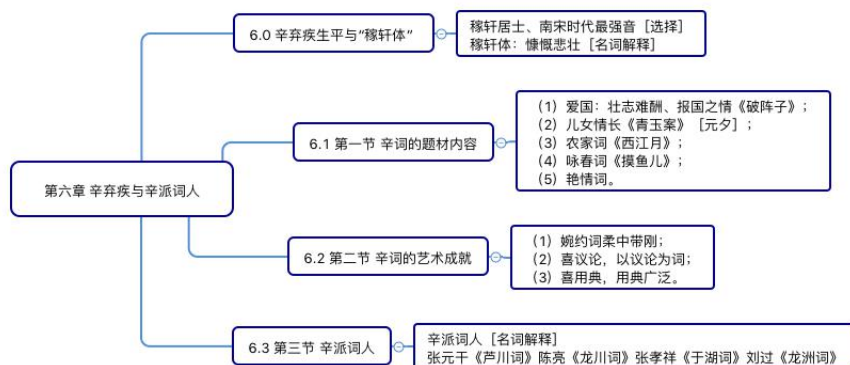 6.0 辛弃疾生平与“稼轩体”
稼轩居士、南宋时代最强音［选择］
稼轩体：慷慨悲壮［名词解释］
第六章 辛弃疾与辛派词人
6.1 第一节 辛词的题材内容
（1）爱国：壮志难酬、报国之情《破阵子》；
（2）儿女情长《青玉案》［元夕］；
（3）农家词《西江月》；
（4）咏春词《摸鱼儿》；
（5）艳情词。
6.2 第二节 辛词的艺术成就
（1）婉约词柔中带刚；
（2）喜议论，以议论为词；
（3）喜用典，用典广泛。
6.3 第三节 辛派词人
辛派词人［名词解释］
张元干《芦川词》陈亮《龙川词》张孝祥《于湖词》刘过《龙洲词》